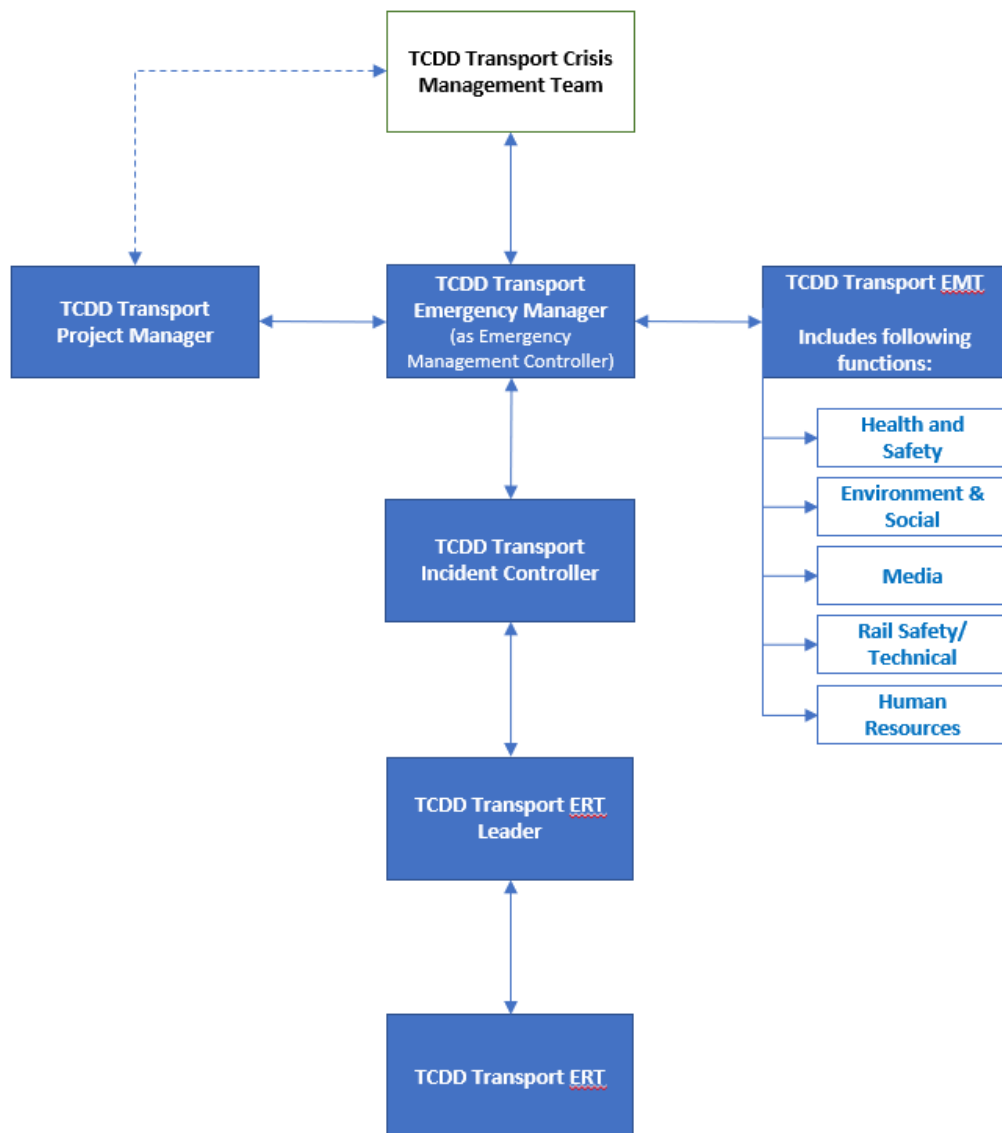 TCDD Transport Crisis
Management Team
TCDD Transport
Project Manager
TCDD Transport
Emergency Manager
(as Emergency
Management Controller)
TCDD Transport EMT
Includes following
functions:
Health and
Safety
Environment &
Social
Media
Rail Safety/
Technical
Human
Resources
TCDD Transport
Incident Controller
TCDD Transport ERT
Leader
TCDD Transport ERT